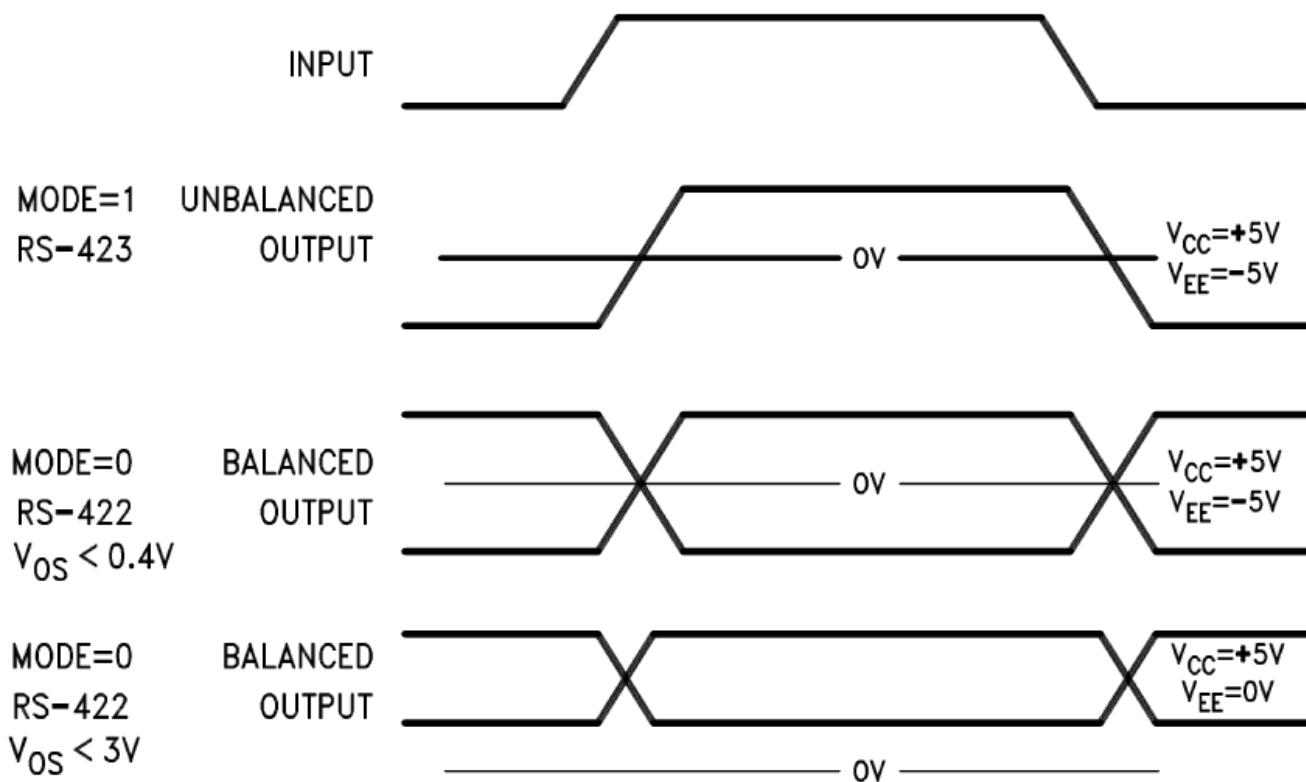 INPUT
MODE=1 UNBALANCED
RS-423 OUTPUT
0V
VCC=+5V
VEE=-5V
MODE=0 BALANCED
RS-422 OUTPUT
VOS < 0.4V
0V
VCC=+5V
VEE=-5V
MODE=0 BALANCED
RS-422 OUTPUT
VOS < 3V
VCC=+5V
VEE=0V
0V